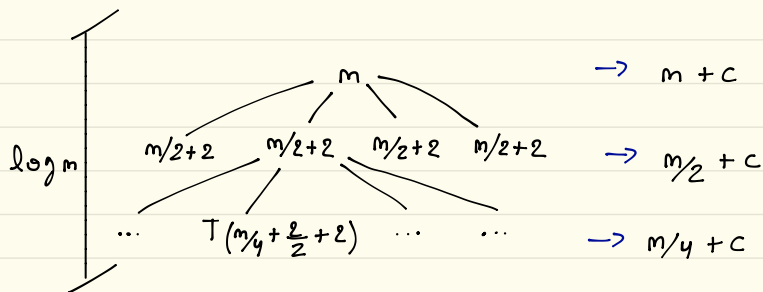 m → m + c
log m m/2+2 m/2+2 m/2+2 m/2+2 → m/2 + c
... T(m/4 + 2/2 + 2) ... ... → m/4 + c